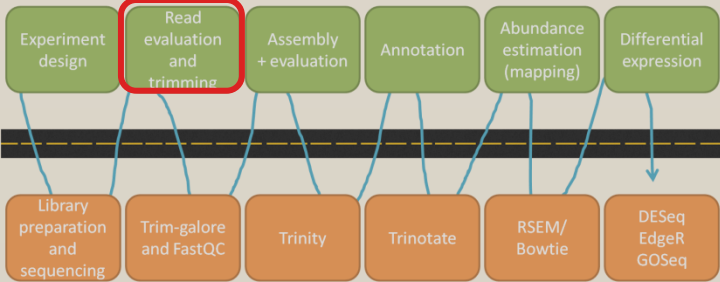 Experiment
design
Read
evaluation
and
trimming
Assembly
+ evaluation
Annotation
Abundance
estimation
(mapping)
Differential
expression
Library
preparation
and
sequencing
Trim-galore
and FastQC
Trinity
Trinotate
RSEM/
Bowtie
DESeq
EdgeR
GOSeq